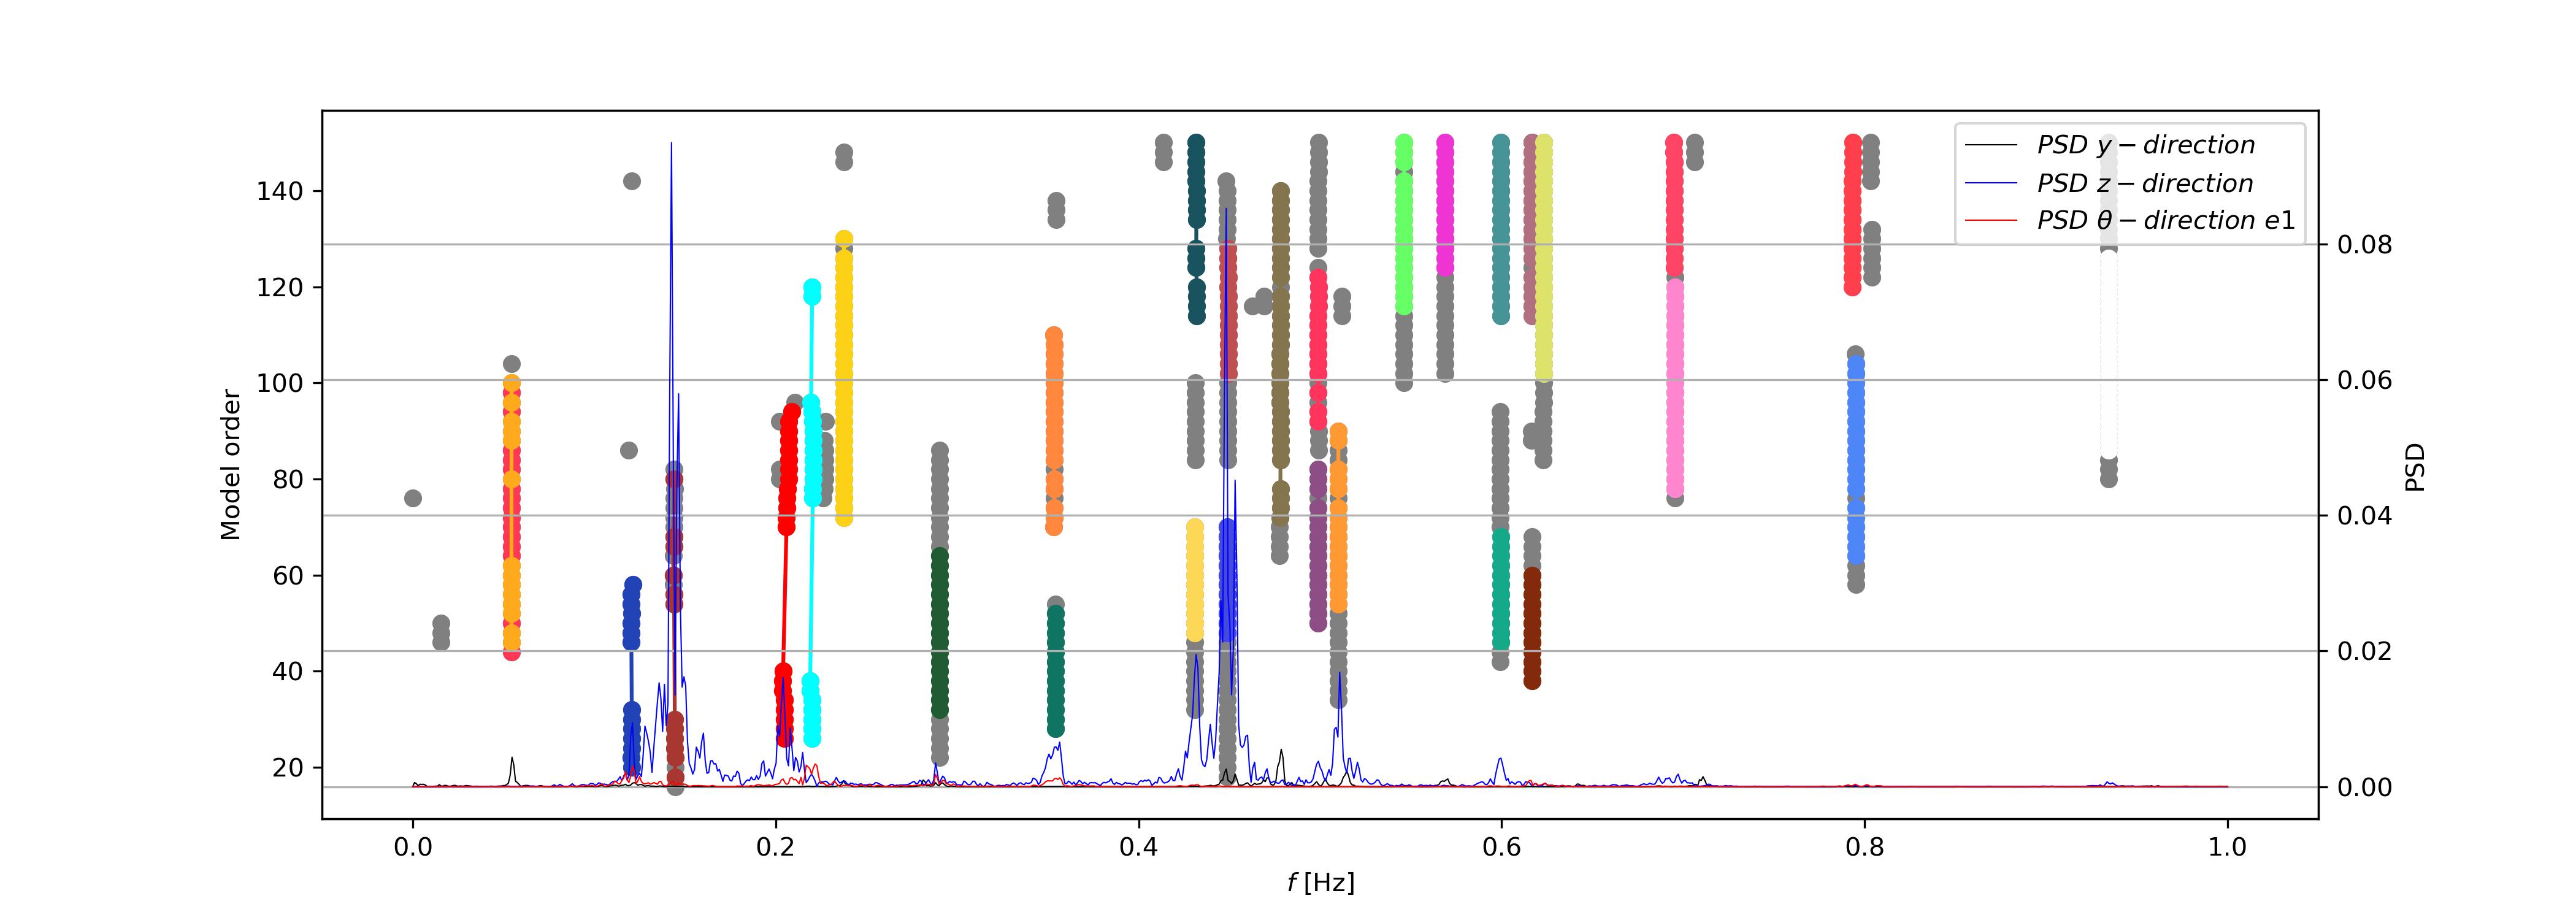 PSD y − direction
PSD z − direction
PSD θ − direction e1
140
120
100
80
60
40
20
Model order
0.08
0.06
0.04
0.02
0.00
PSD
0.0 0.2 0.4 0.6 0.8 1.0
f [Hz]